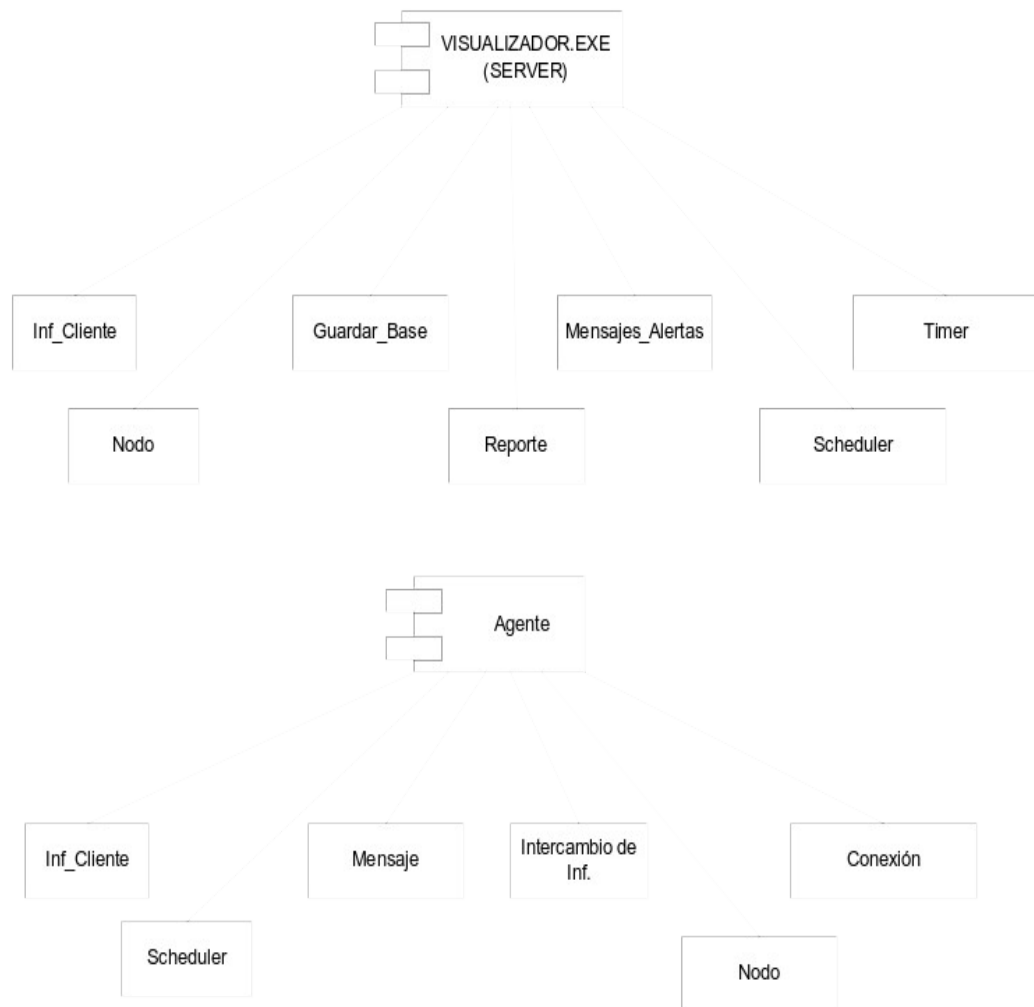 VISUALIZADOR.EXE
(SERVER)
Inf_Cliente
Guardar_Base
Mensajes_Alertas
Timer
Nodo
Reporte
Scheduler
Agente
Inf_Cliente
Mensaje
Intercambio de
Inf.
Conexión
Scheduler
Nodo